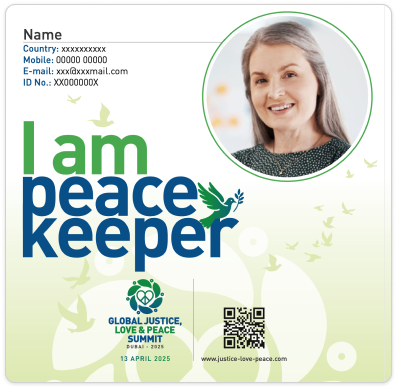 Name
Country: xxxxxxxxxx
Mobile: 00000 00000
E-mail: xxx@xxxmail.com
ID No.: XX000000X
I am
peace
keeper
GLOBAL JUSTICE,
LOVE & PEACE
SUMMIT
DUBAI - 2025
13 APRIL 2025
www.justice-love-peace.com